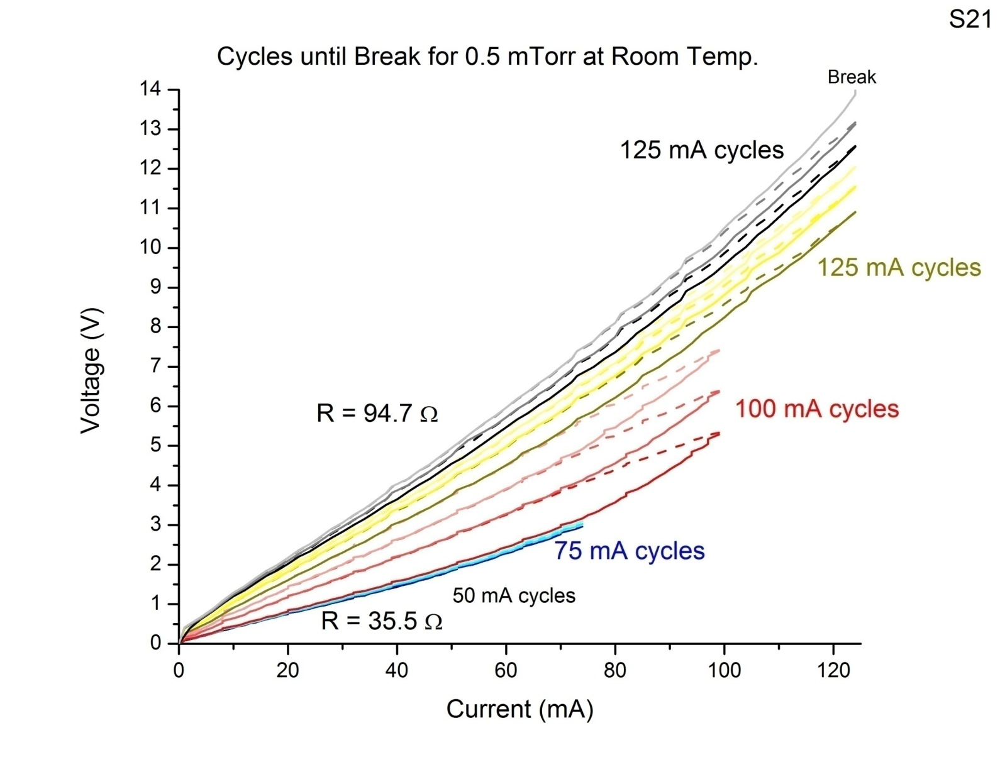 S21
Cycles until Break for 0.5 mTorr at Room Temp.
Break
14
13
12
11
10
9
8
7
6
5
4
3
2
1
0
Voltage (V)
125 mA cycles
125 mA cycles
R = 94.7 Ω
100 mA cycles
75 mA cycles
50 mA cycles
R = 35.5 Ω
0 20 40 60 80 100 120
Current (mA)